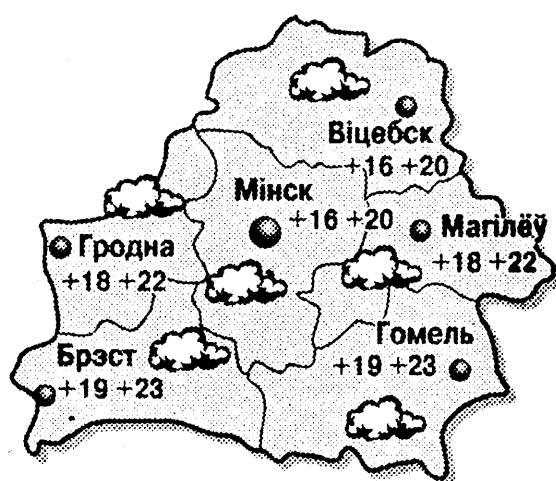 Віцебск
+16 +20
Мінск
+16 +20
Магілёў
+18 +22
Гродна
+18 +22
Гомель
+19 +23
Брэст
+19 +23